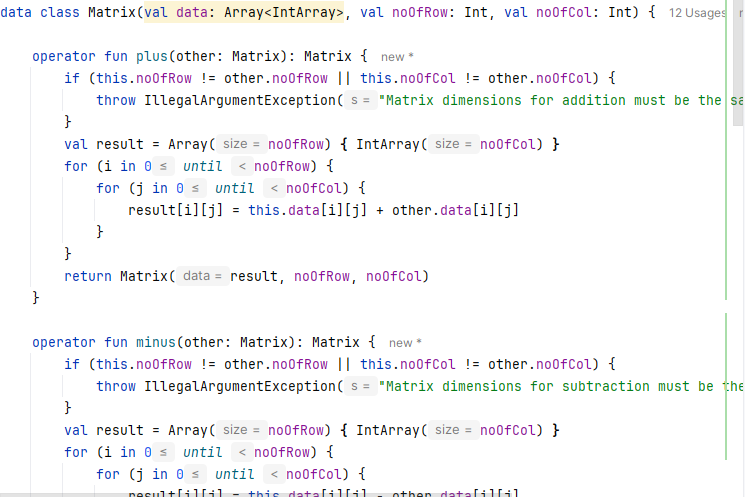 data class Matrix(val data: Array<IntArray>, val noOfRow: Int, val noOfCol: Int) { 12 Usages
operator fun plus(other: Matrix): Matrix { new *
if (this.noOfRow != other.noOfRow || this.noOfCol != other.noOfCol) {
throw IllegalArgumentException( s = "Matrix dimensions for addition must be the sa
}
val result = Array( size = noOfRow) { IntArray( size = noOfCol) }
for (i in 0 ≤ until < noOfRow) {
for (j in 0 ≤ until < noOfCol) {
result[i][j] = this.data[i][j] + other.data[i][j]
}
}
return Matrix( data = result, noOfRow, noOfCol)
}
operator fun minus(other: Matrix): Matrix { new *
if (this.noOfRow != other.noOfRow || this.noOfCol != other.noOfCol) {
throw IllegalArgumentException( s = "Matrix dimensions for subtraction must be the
}
val result = Array( size = noOfRow) { IntArray( size = noOfCol) }
for (i in 0 ≤ until < noOfRow) {
for (j in 0 ≤ until < noOfCol) {
result[i][j] = this.data[i][j] - other.data[i][j]